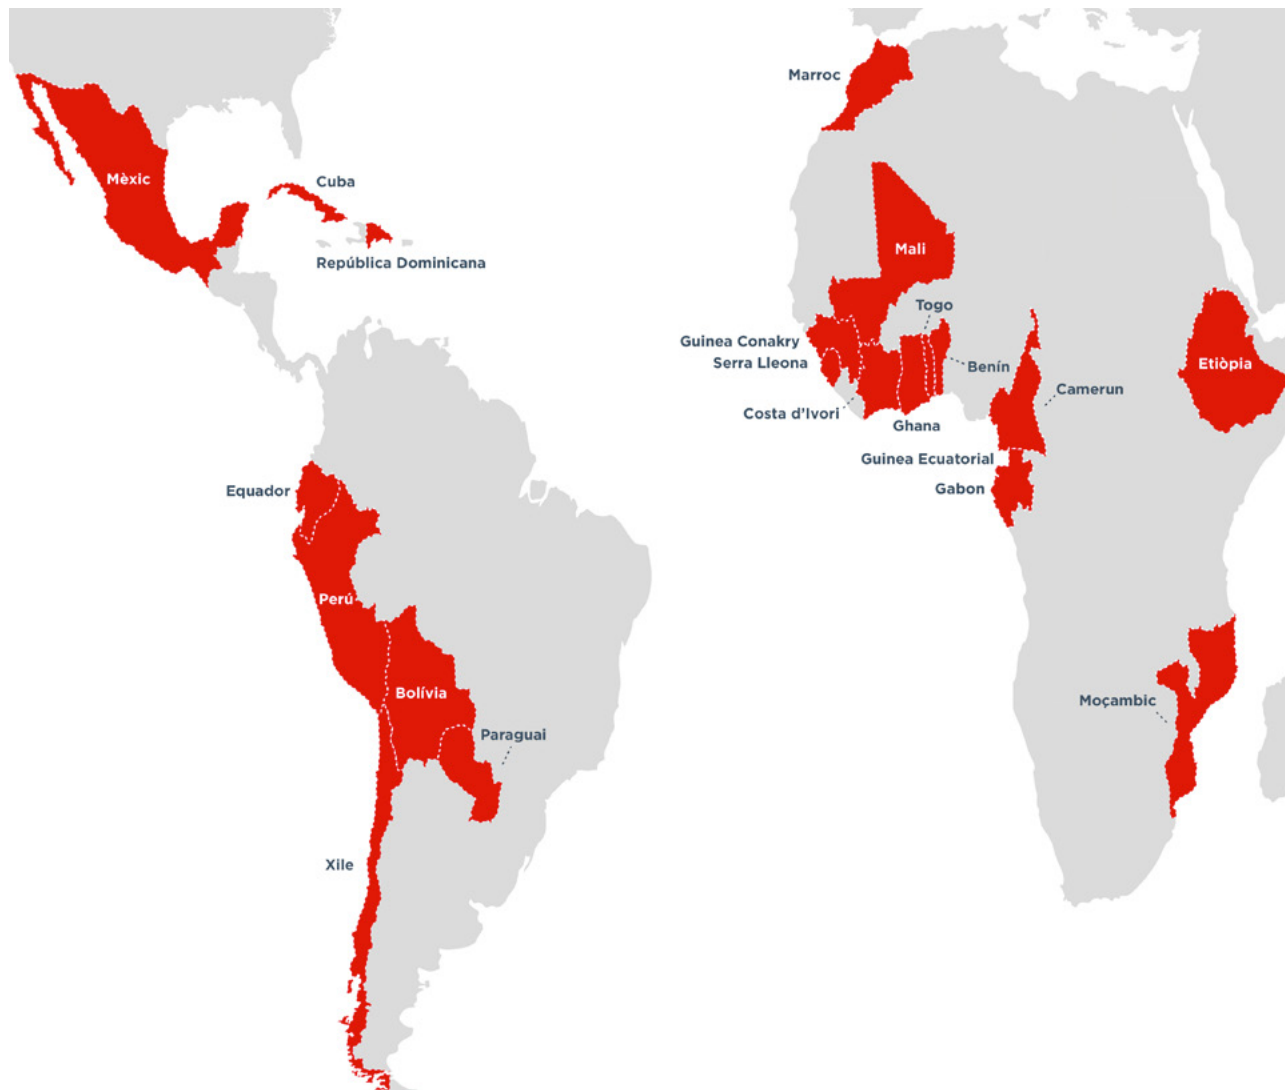 Mèxic
Cuba
República Dominicana
Equador
Perú
Bolívia
Paraguai
Xile
Marroc
Mali
Togo
Guinea Conakry
Serra Lleona
Benín
Costa d'Ivori
Ghana
Camerun
Etiòpia
Guinea Ecuatorial
Gabon
Moçambic